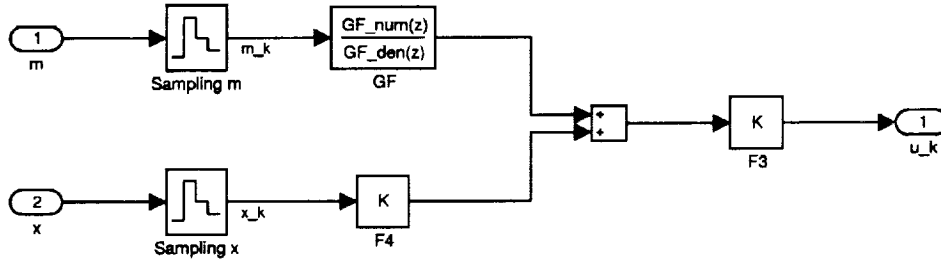 1
m
Sampling m
m_k
GF_num(z)
GF_den(z)
GF
+
+
K
F3
1
u_k
2
x
Sampling x
x_k
K
F4